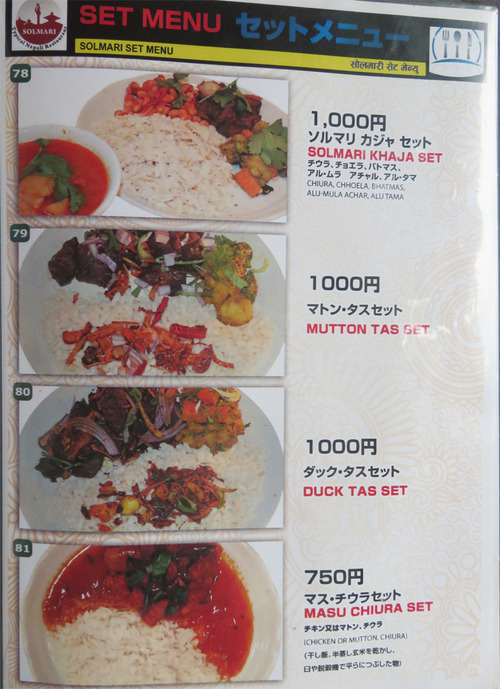 SOLMARI
Typical Nepali Restaurant
SET MENU セットメニュー
SOLMARI SET MENU
सोलमारी सेट मेन्यु
78
1,000円
ソルマリ カジャ セット
SOLMARI KHAJA SET
チウラ、チョエラ、バトマス、
アル・ムラ アチャル、アル・タマ
CHIURA, CHHOELA, BHATMAS,
ALU-MULA ACHAR, ALU TAMA
79
1000円
マトン・タスセット
MUTTON TAS SET
80
1000円
ダック・タスセット
DUCK TAS SET
81
750円
マス・チウラセット
MASU CHIURA SET
チキン又はマトン、チウラ
(CHICKEN OR MUTTON, CHIURA)
(干し飯、半蒸し玄米を乾かし、
臼や脱穀機で平らにつぶした物)